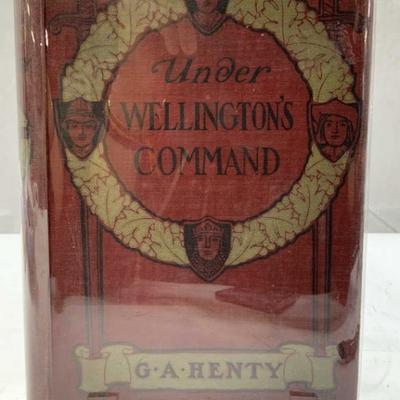 Under
WELLINGTON'S
COMMAND
G·A·HENTY